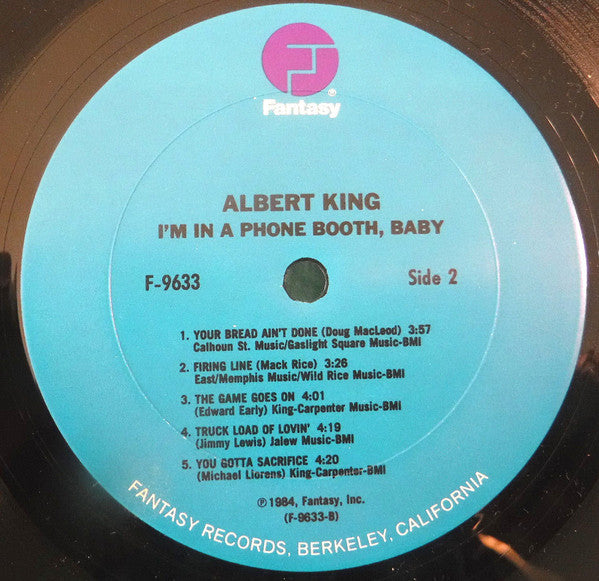 ®
Fantasy
ALBERT KING
I'M IN A PHONE BOOTH, BABY
F-9633
Side 2
1. YOUR BREAD AIN'T DONE (Doug MacLeod) 3:57
Calhoun St. Music/Gaslight Square Music-BMI
2. FIRING LINE (Mack Rice) 3:26
East/Memphis Music/Wild Rice Music-BMI
3. THE GAME GOES ON 4:01
(Edward Early) King-Carpenter Music-BMI
4. TRUCK LOAD OF LOVIN' 4:19
(Jimmy Lewis) Jalew Music-BMI
5. YOU GOTTA SACRIFICE 4:20
(Michael Llorens) King-Carpenter-BMI
℗1984, Fantasy, Inc.
(F-9633-B)
FANTASY RECORDS, BERKELEY, CALIFORNIA